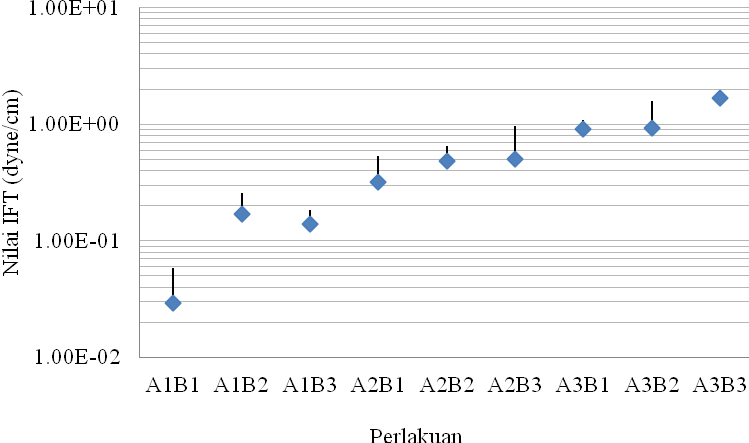 1.00E+01
1.00E+00
1.00E-01
1.00E-02
Nilai IFT (dyne/cm)
A1B1 A1B2 A1B3 A2B1 A2B2 A2B3 A3B1 A3B2 A3B3
Perlakuan